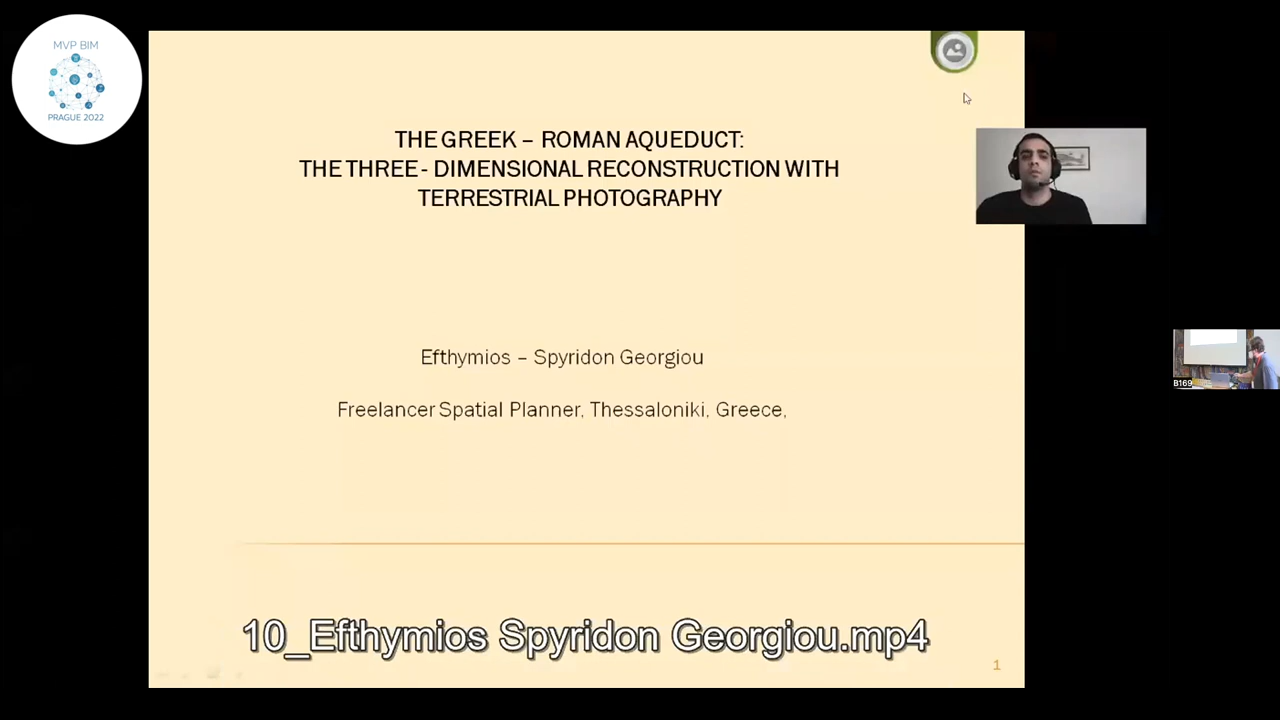 MVP BIM
PRAGUE 2022
THE GREEK – ROMAN AQUEDUCT:
THE THREE - DIMENSIONAL RECONSTRUCTION WITH
TERRESTRIAL PHOTOGRAPHY
Efthymios – Spyridon Georgiou
Freelancer Spatial Planner, Thessaloniki, Greece,
B169
10_Efthymios Spyridon Georgiou.mp4
1